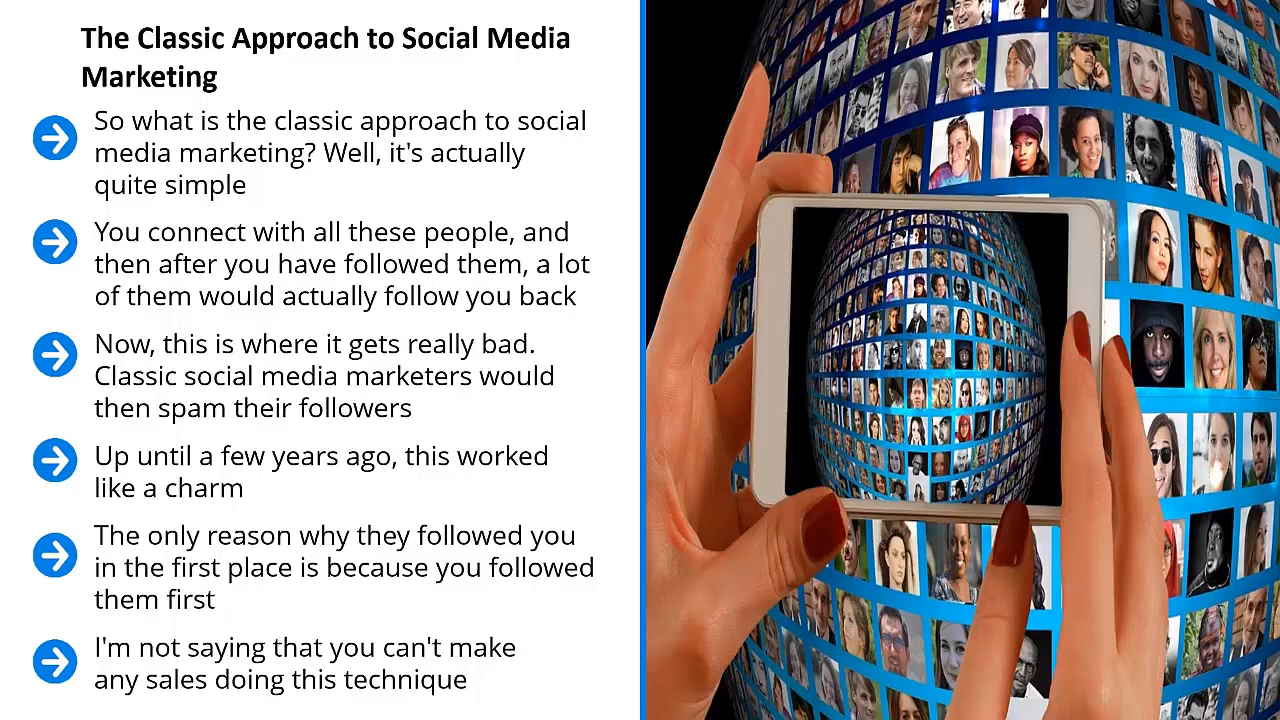 The Classic Approach to Social Media
Marketing
So what is the classic approach to social
media marketing? Well, it's actually
quite simple
You connect with all these people, and
then after you have followed them, a lot
of them would actually follow you back
Now, this is where it gets really bad.
Classic social media marketers would
then spam their followers
Up until a few years ago, this worked
like a charm
The only reason why they followed you
in the first place is because you followed
them first
I'm not saying that you can't make
any sales doing this technique